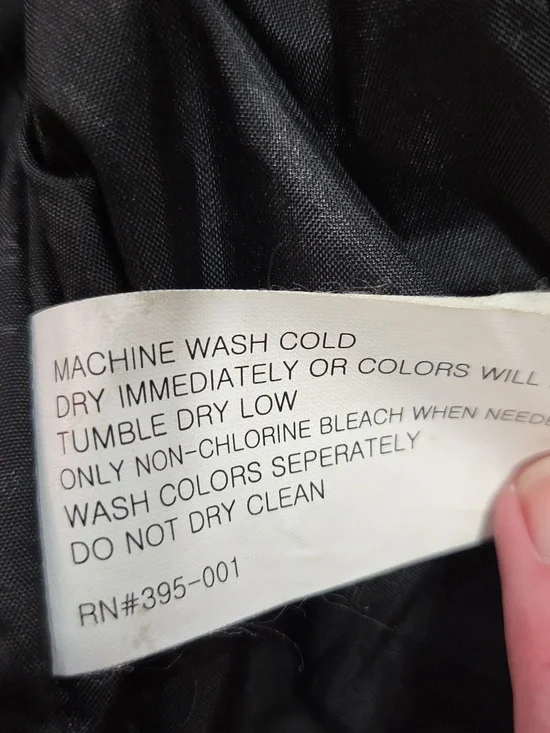 MACHINE WASH COLD
DRY IMMEDIATELY OR COLORS WILL
TUMBLE DRY LOW
ONLY NON-CHLORINE BLEACH WHEN
WASH COLORS SEPERATELY
DO NOT DRY CLEAN
RN#395-001